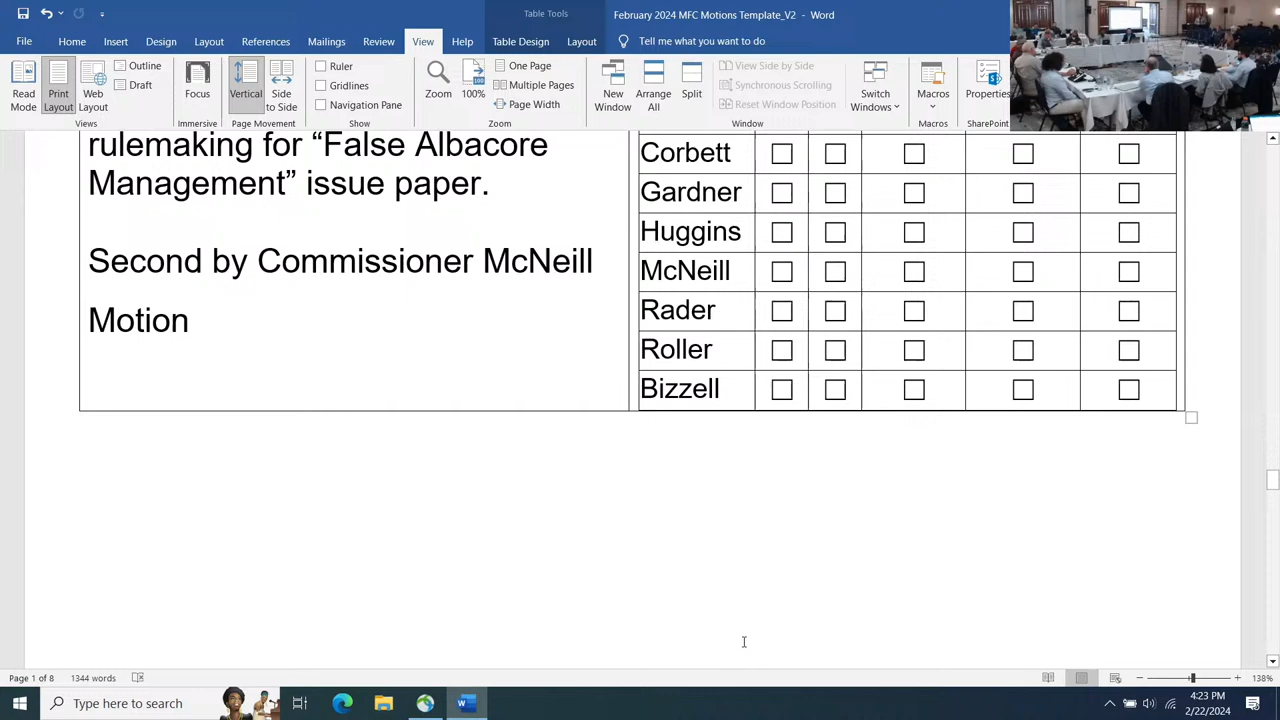 Table Tools
February 2024 MFC Motions Template_V2 - Word
File Home Insert Design Layout References Mailings Review View Help Table Design Layout Tell me what you want to do
Read Mode
Print Layout
Web Layout
Outline
Draft
Views
Focus
Immersive
Vertical
Side to Side
Page Movement
Ruler
Gridlines
Navigation Pane
Show
Zoom
100%
One Page
Multiple Pages
Page Width
Zoom
New Window
Arrange All
Split
View Side by Side
Synchronous Scrolling
Reset Window Position
Window
Switch Windows
Macros
Macros
Properties
SharePoint
rulemaking for “False Albacore
Management” issue paper.
Second by Commissioner McNeill
Motion
Corbett
Gardner
Huggins
McNeill
Rader
Roller
Bizzell
Page 1 of 8 1344 words
138%
Type here to search
4:23 PM
2/22/2024